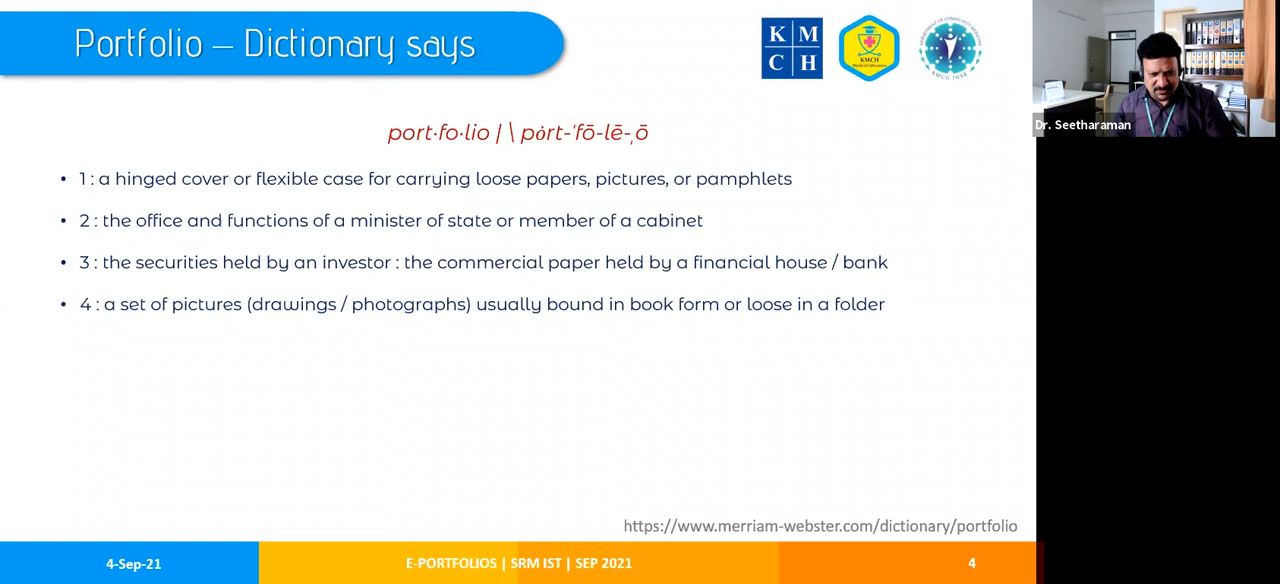 Portfolio – Dictionary says
K M
C H
KMCH
Medical Education
Dr. Seetharaman
port·fo·lio | \ pȯrt-ˈfō-lē-ˌō
• 1 : a hinged cover or flexible case for carrying loose papers, pictures, or pamphlets
• 2 : the office and functions of a minister of state or member of a cabinet
• 3 : the securities held by an investor : the commercial paper held by a financial house / bank
• 4 : a set of pictures (drawings / photographs) usually bound in book form or loose in a folder
https://www.merriam-webster.com/dictionary/portfolio
4-Sep-21
E-PORTFOLIOS | SRM IST | SEP 2021
4